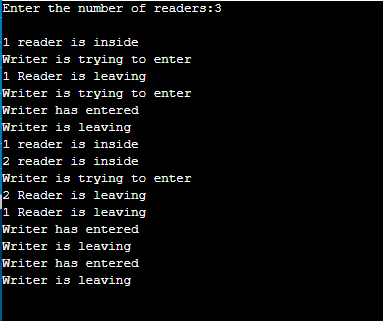 Enter the number of readers:3
1 reader is inside
Writer is trying to enter
1 Reader is leaving
Writer is trying to enter
Writer has entered
Writer is leaving
1 reader is inside
2 reader is inside
Writer is trying to enter
2 Reader is leaving
1 Reader is leaving
Writer has entered
Writer is leaving
Writer has entered
Writer is leaving